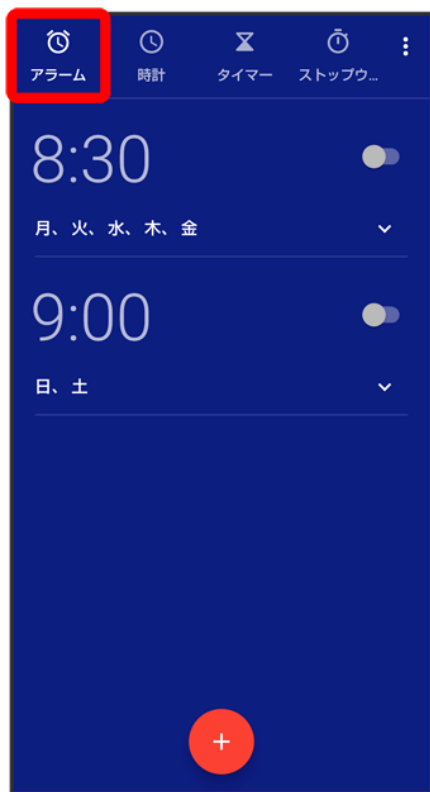 アラーム 時計 タイマー ストップウ...
8:30
月、火、水、木、金
9:00
日、土